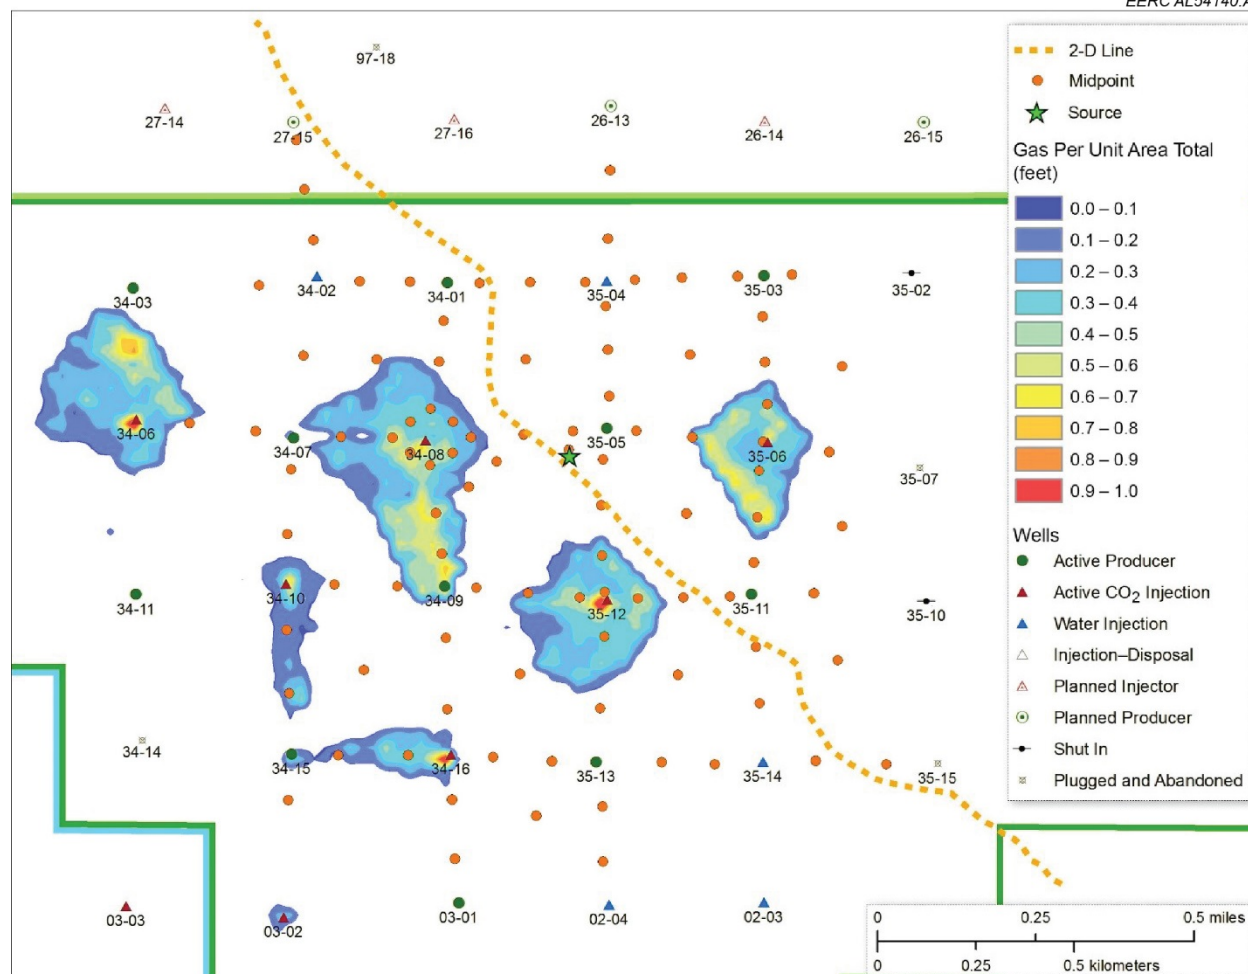 EERC AL54140.A
97-18
27-14
27-15
27-16
26-13
26-14
26-15
34-03
34-02
34-01
35-04
35-03
35-02
34-06
34-07
34-08
35-05
35-06
35-07
34-11
34-10
34-09
35-12
35-11
35-10
34-14
34-15
34-16
35-13
35-14
35-15
03-03
03-02
03-01
02-04
02-03
2-D Line
Midpoint
Source
Gas Per Unit Area Total
(feet)
0.0 – 0.1
0.1 – 0.2
0.2 – 0.3
0.3 – 0.4
0.4 – 0.5
0.5 – 0.6
0.6 – 0.7
0.7 – 0.8
0.8 – 0.9
0.9 – 1.0
Wells
Active Producer
Active CO₂ Injection
Water Injection
Injection–Disposal
Planned Injector
Planned Producer
Shut In
Plugged and Abandoned
0 0.25 0.5 miles
0.5 kilometers
0 0.25